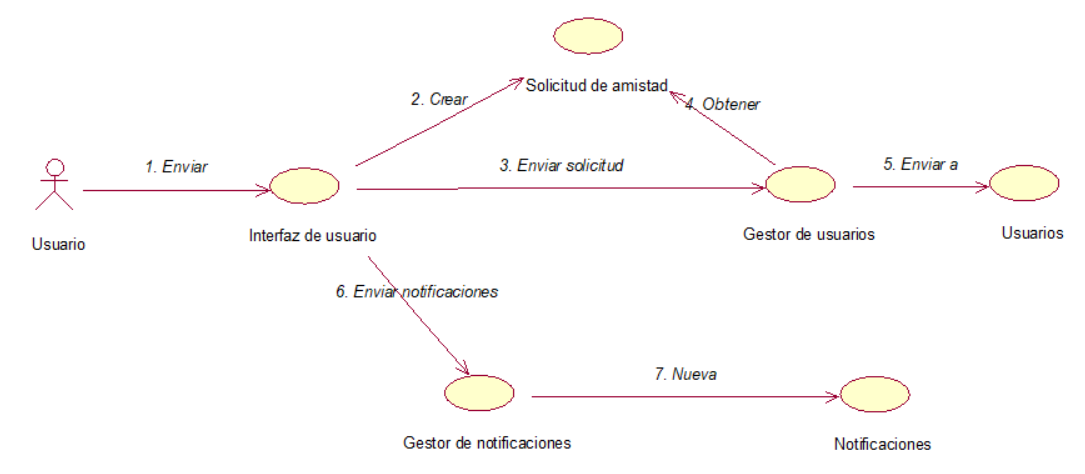 Solicitud de amistad
2. Crear
4. Obtener
1. Enviar
3. Enviar solicitud
5. Enviar a
Usuario
Interfaz de usuario
Gestor de usuarios
Usuarios
6. Enviar notificaciones
7. Nueva
Gestor de notificaciones
Notificaciones